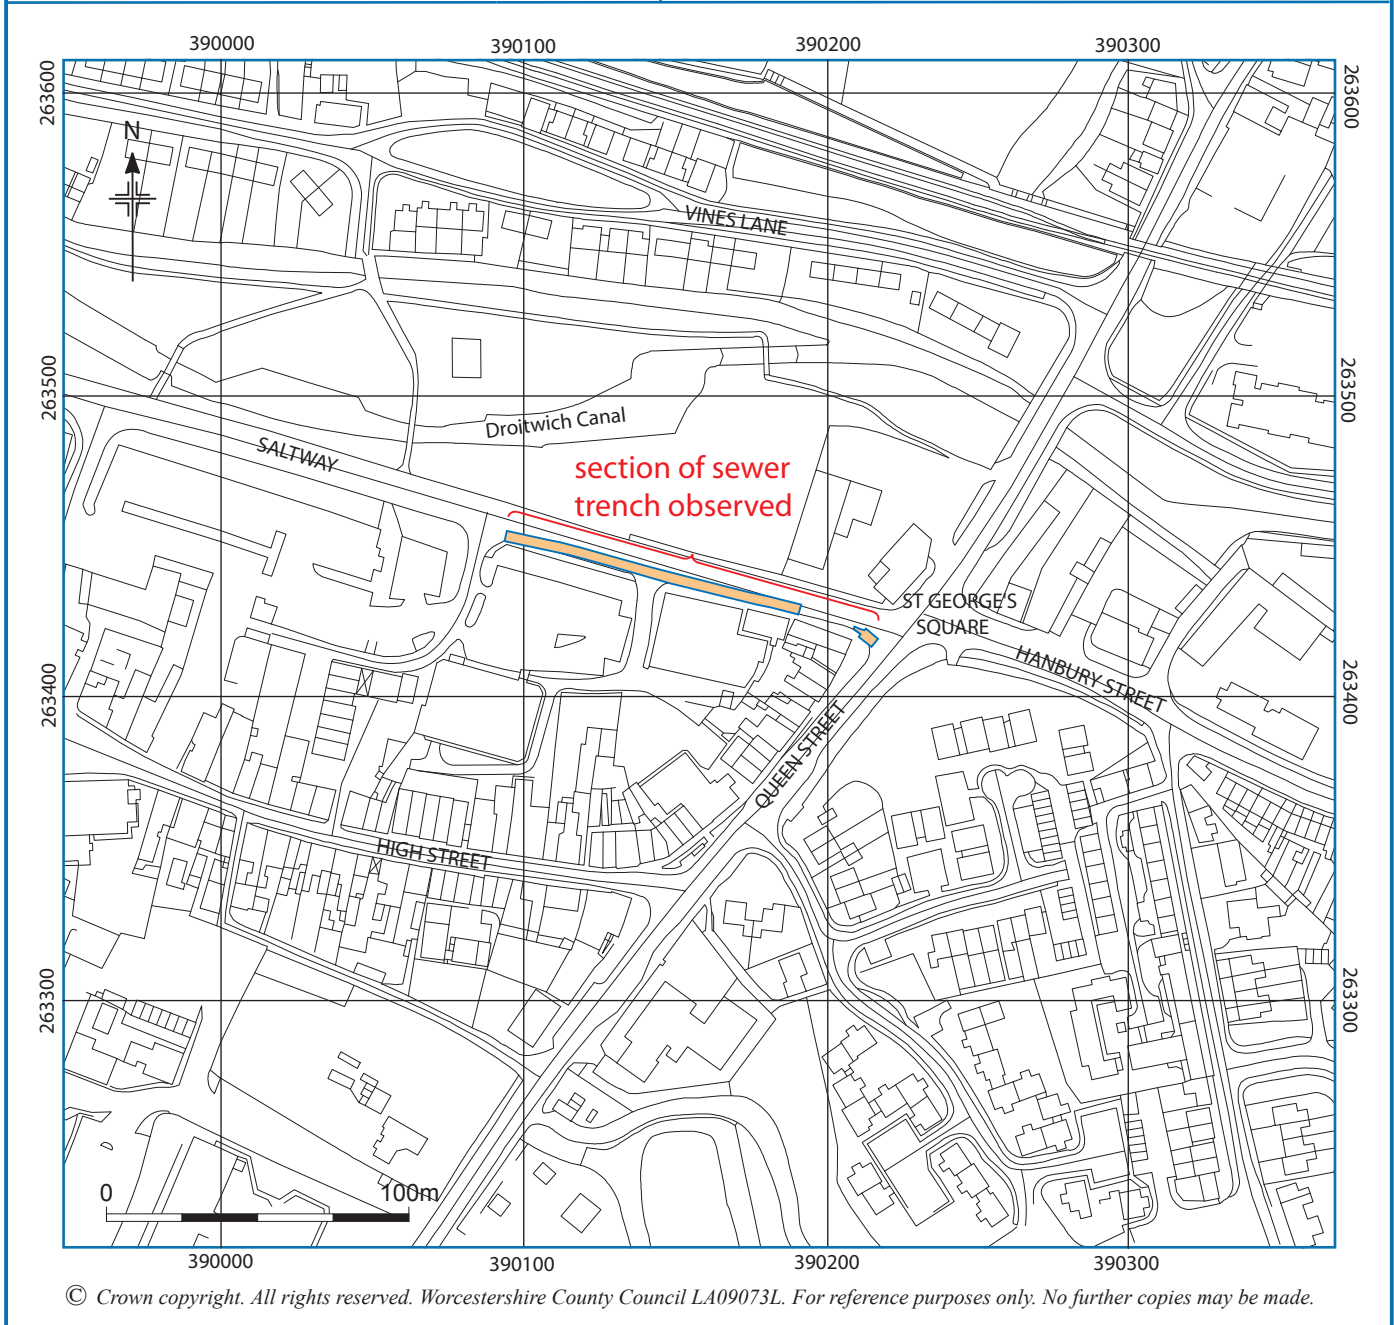 390000 390100 390200 390300
263600 263600
N
VINES LANE
263500 263500
Droitwich Canal
SALTWAY
section of sewer
trench observed
ST GEORGE'S
SQUARE
HANBURY STREET
263400 263400
QUEEN STREET
HIGH STREET
263300 263300
0 100m
390000 390100 390200 390300
© Crown copyright. All rights reserved. Worcestershire County Council LA09073L. For reference purposes only. No further copies may be made.